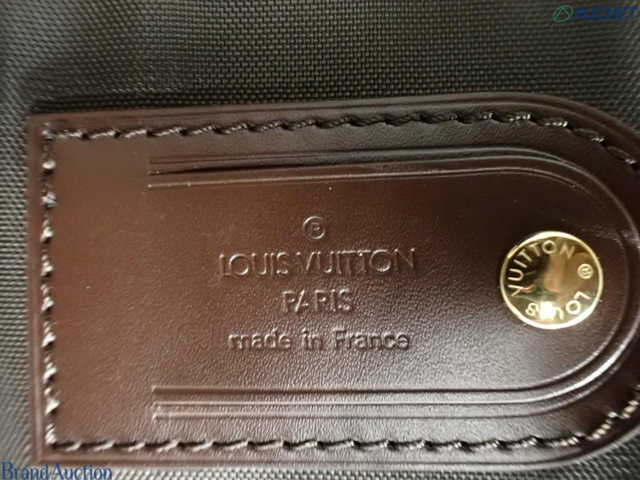 ®
LOUIS VUITTON
PARIS
made in France
LOUIS VUITTON ®
Brand Auction